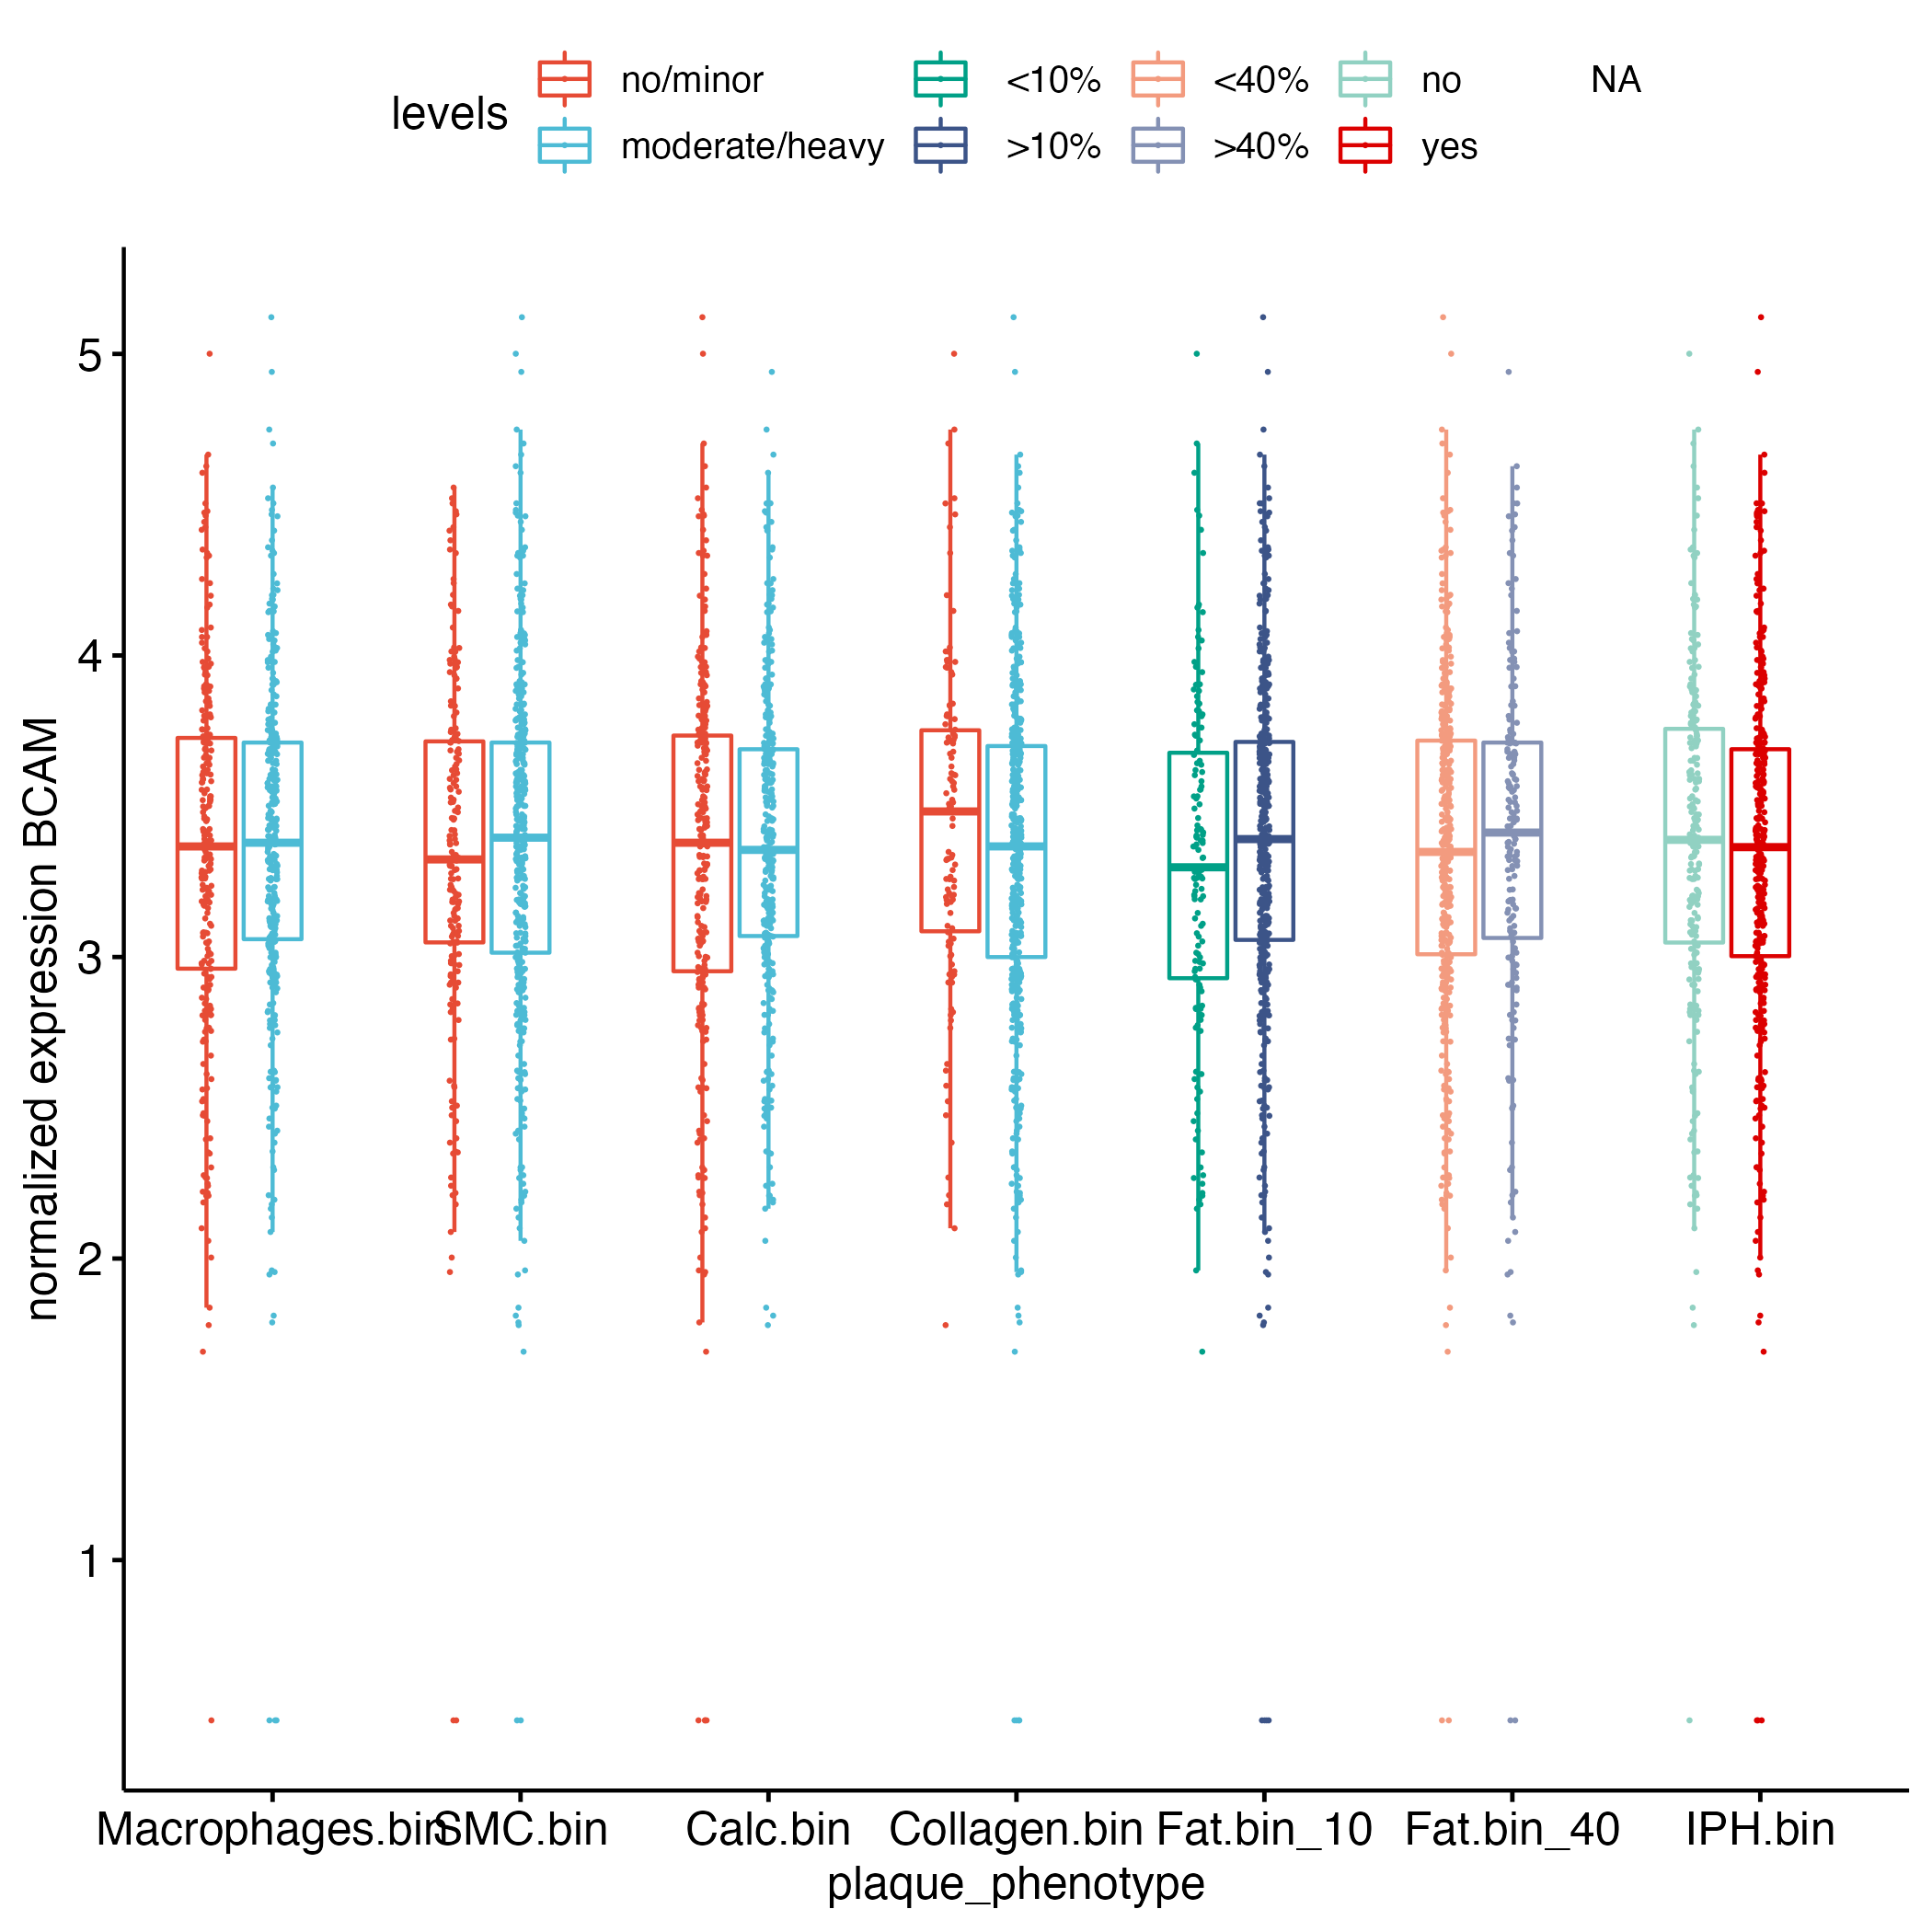 levels
no/minor <10% <40% no NA
moderate/heavy >10% >40% yes
normalized expression BCAM
5
4
3
2
1
Macrophages.bin SMC.bin Calc.bin Collagen.bin Fat.bin_10 Fat.bin_40 IPH.bin
plaque_phenotype